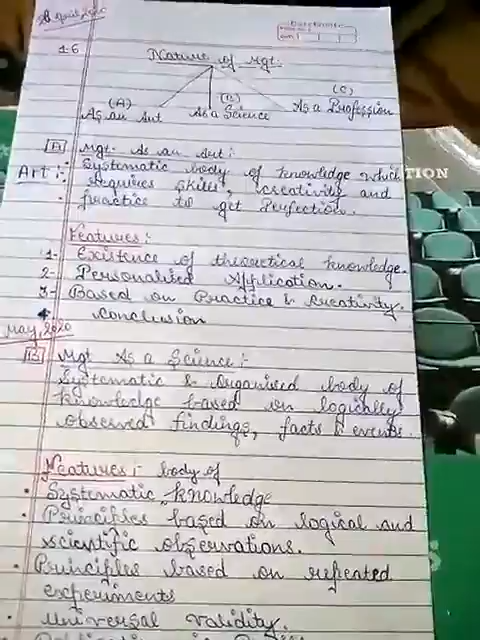 1.6
Nature of Mgt.
(A) (B) (C)
As an Art As a Science As a Profession
A Mgt. As an Art:
Art: Systematic body of knowledge which
requires skill, creativity and
practice to get Perfection.
Features:
1- Existence of theoretical knowledge.
2- Personalised Application.
3- Based on Practice & Creativity.
Conclusion
May, 2020
B Mgt As a Science:-
Systematic & Organised body of
knowledge based on logically
observed findings, facts & events.
Features:- body of
• Systematic knowledge
• Principles based on logical and
scientific observations.
• Principles based on repeated
experiments
• Universal validity.
TION